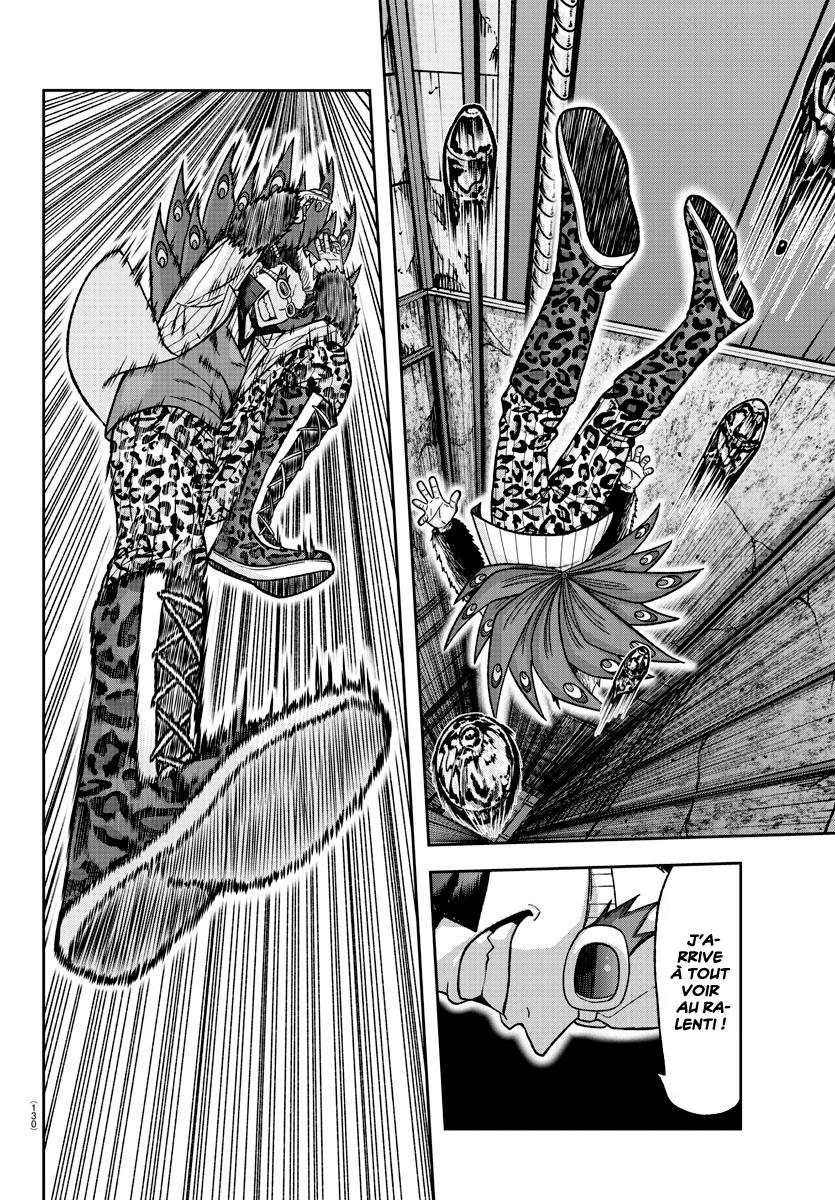 J'A-
RRIVE
À TOUT
VOIR
AU RA-
LENTI !
(130)